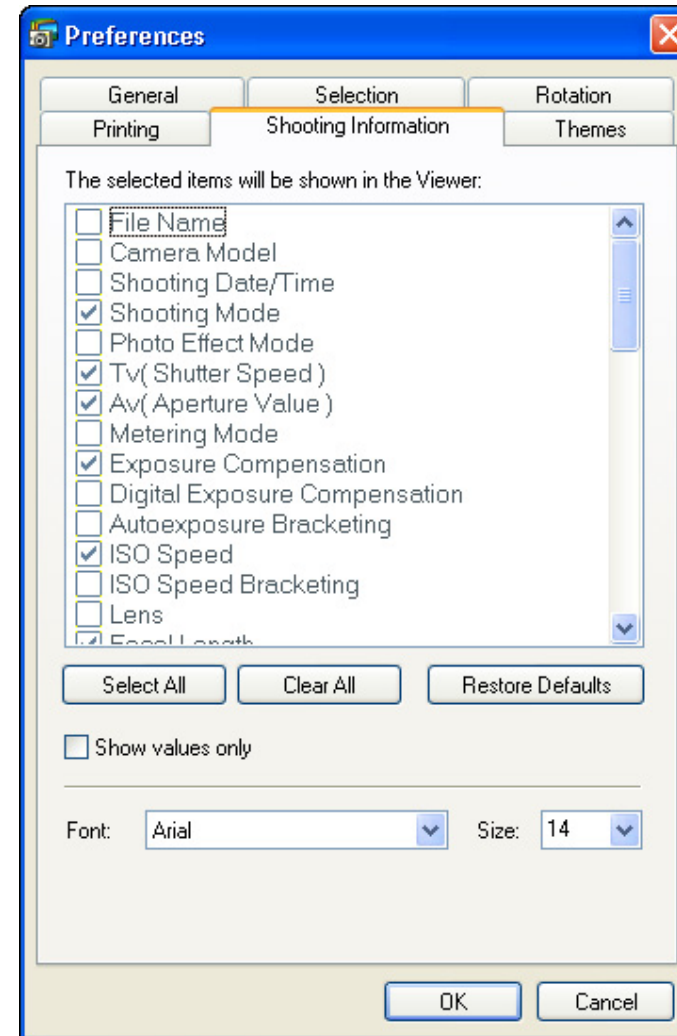 Preferences
General Selection Rotation
Printing Shooting Information Themes
The selected items will be shown in the Viewer:
File Name
Camera Model
Shooting Date/Time
Shooting Mode
Photo Effect Mode
Tv( Shutter Speed )
Av( Aperture Value )
Metering Mode
Exposure Compensation
Digital Exposure Compensation
Autoexposure Bracketing
ISO Speed
ISO Speed Bracketing
Lens
Focal Length
Select All Clear All Restore Defaults
Show values only
Font: Arial Size: 14
OK Cancel